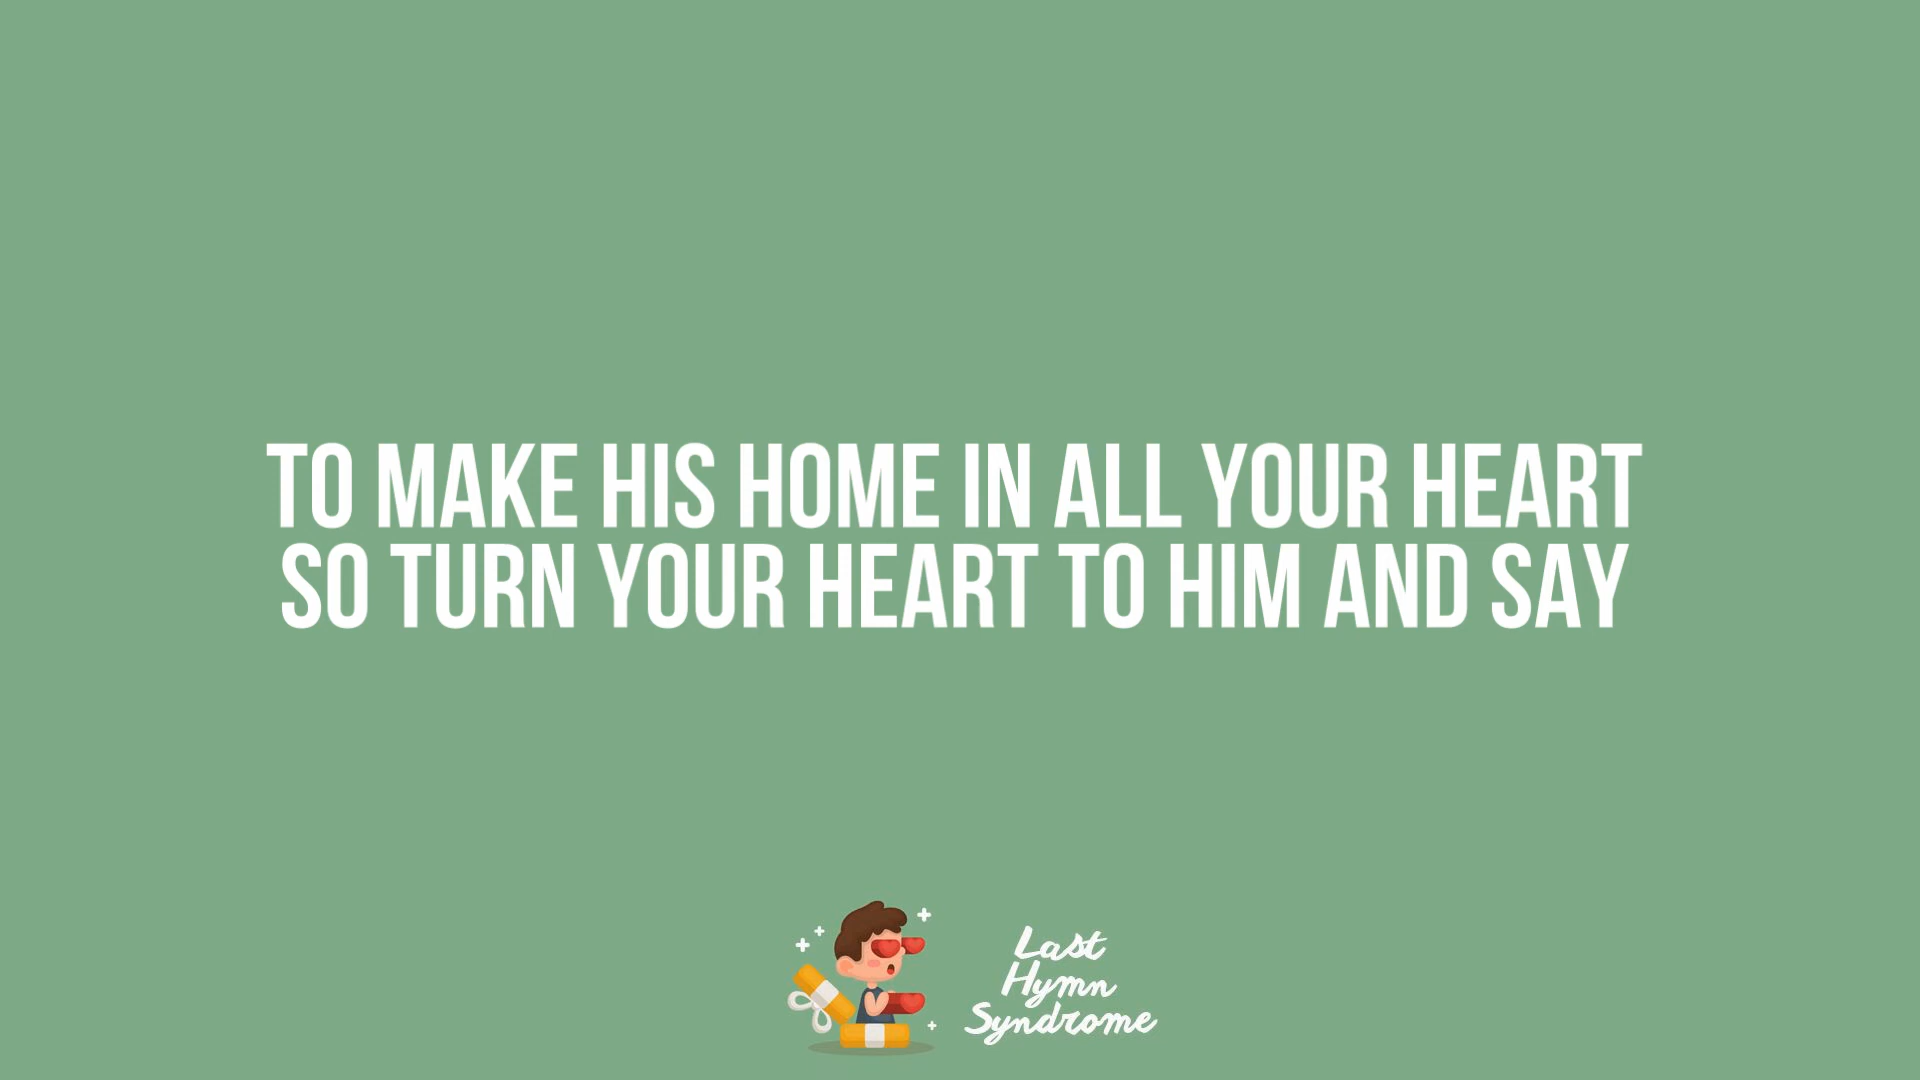 TO MAKE HIS HOME IN ALL YOUR HEART
SO TURN YOUR HEART TO HIM AND SAY
Last
Hymn
Syndrome